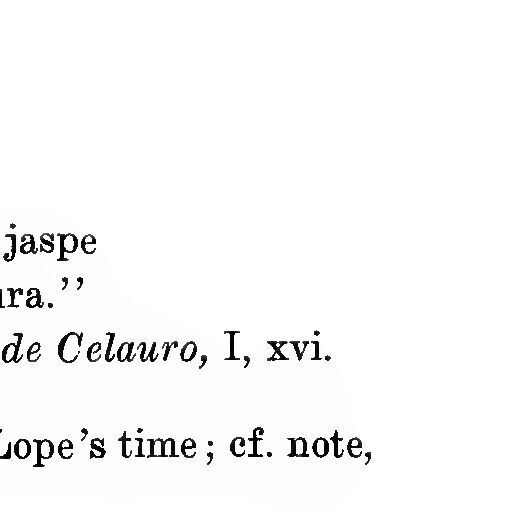 jaspe
ra.''
de Celauro, I, xvi.
Lope's time; cf. note,